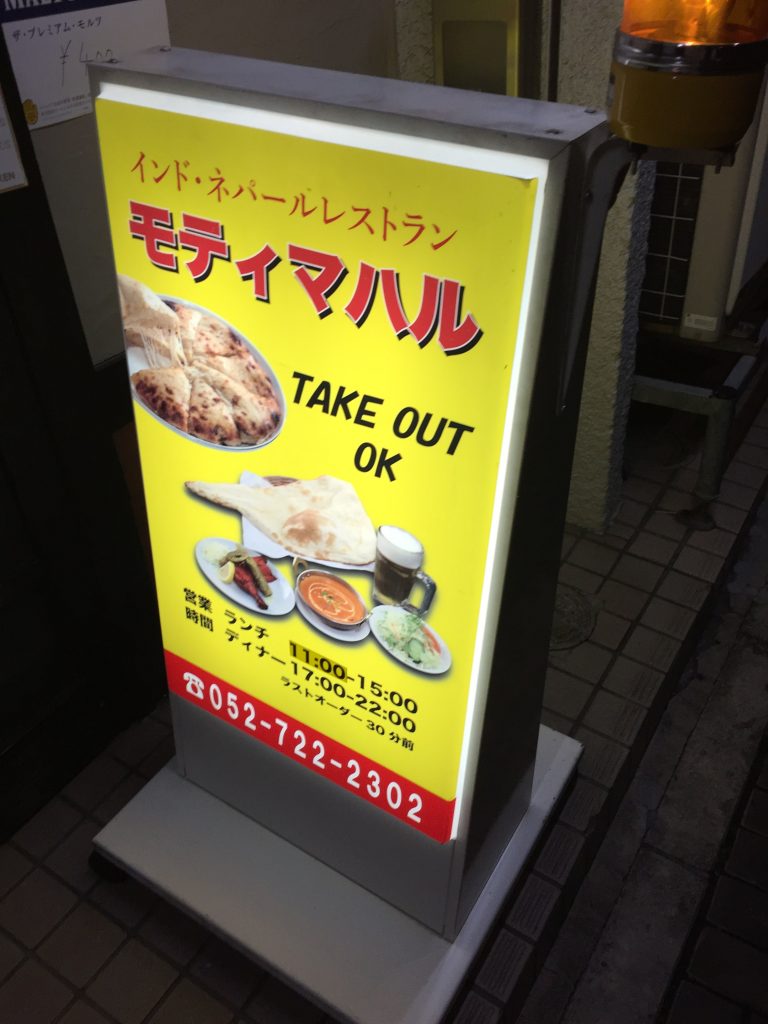 ザ・プレミアム・モルツ
¥400
インド・ネパールレストラン
モティマハル
TAKE OUT
OK
営業時間
ランチ 11:00-15:00
ディナー17:00-22:00
ラストオーダー30分前
☎052-722-2302